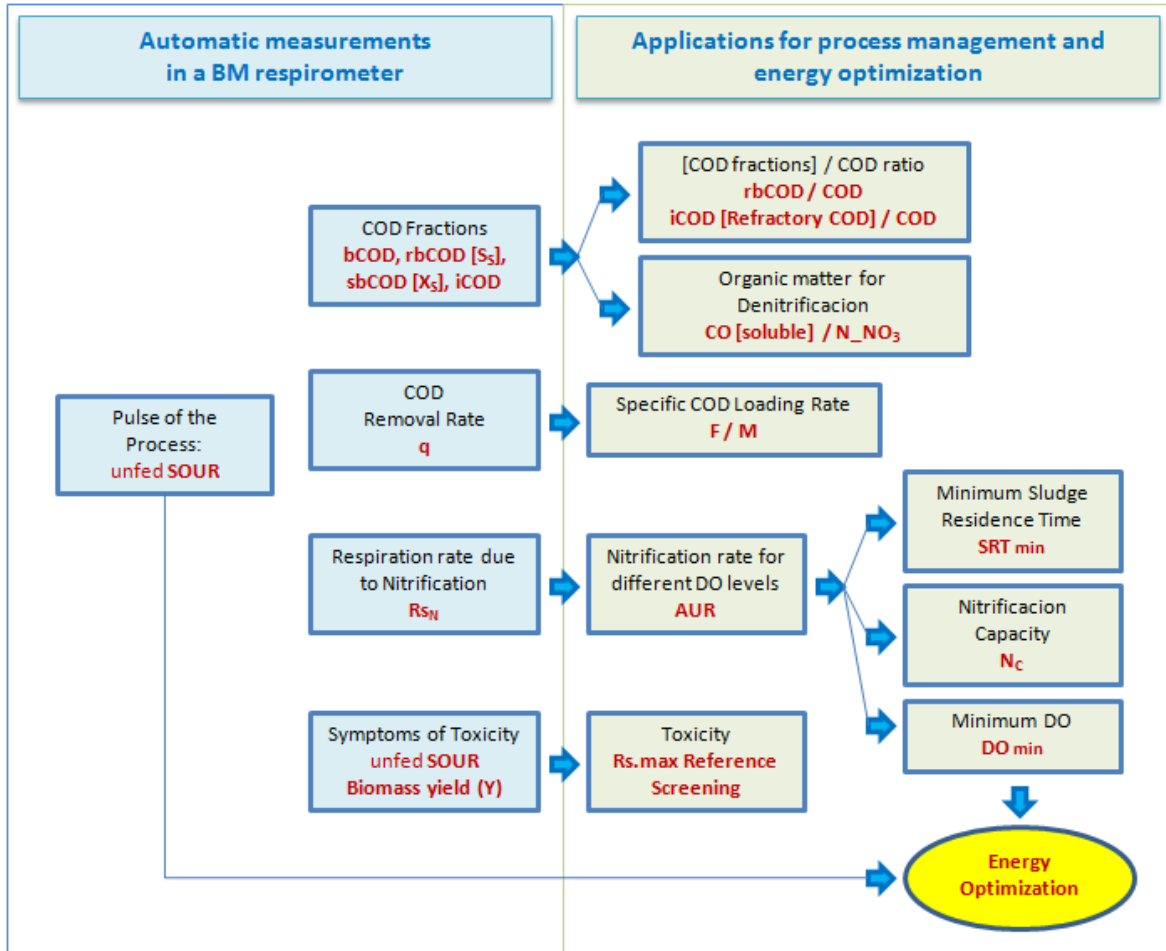 Automatic measurements
in a BM respirometer
Applications for process management and
energy optimization
[COD fractions] / COD ratio
rbCOD / COD
iCOD [Refractory COD] / COD
COD Fractions
bCOD, rbCOD [S_S],
sbCOD [X_S], iCOD
Organic matter for
Denitrificacion
CO [soluble] / N_NO₃
Pulse of the
Process:
unfed SOUR
COD
Removal Rate
q
Specific COD Loading Rate
F / M
Minimum Sludge
Residence Time
SRT min
Respiration rate due
to Nitrification
Rs_N
Nitrification rate for
different DO levels
AUR
Nitrificacion
Capacity
N_C
Minimum DO
DO min
Symptoms of Toxicity
unfed SOUR
Biomass yield (Y)
Toxicity
Rs.max Reference
Screening
Energy
Optimization